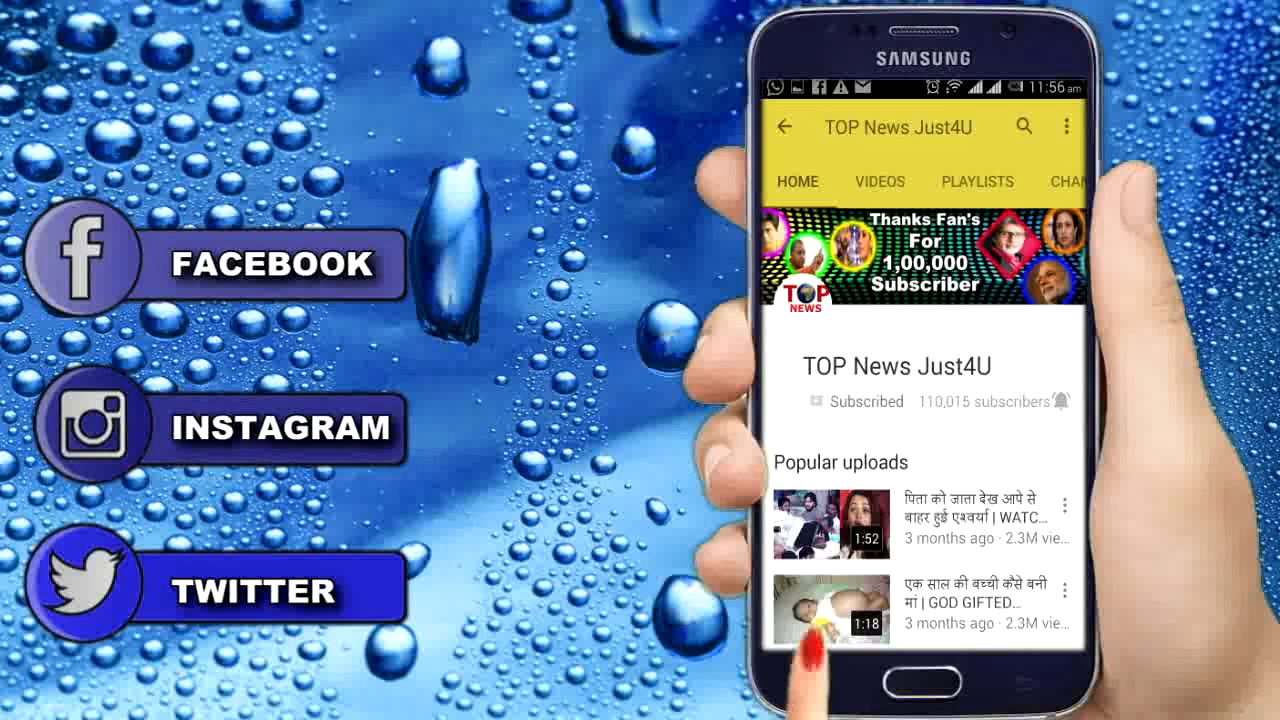 FACEBOOK
INSTAGRAM
TWITTER
SAMSUNG
11:56 am
TOP News Just4U
HOME VIDEOS PLAYLISTS CHAN
Thanks Fan's
For
1,00,000
Subscriber
TOP
NEWS
TOP News Just4U
Subscribed 110,015 subscribers
Popular uploads
पिता को जाता देख आपे से
बाहर हुई एश्वर्या | WATC...
3 months ago · 2.3M vie...
1:52
एक साल की बच्ची कैसे बनी
मां | GOD GIFTED...
3 months ago · 2.3M vie...
1:18